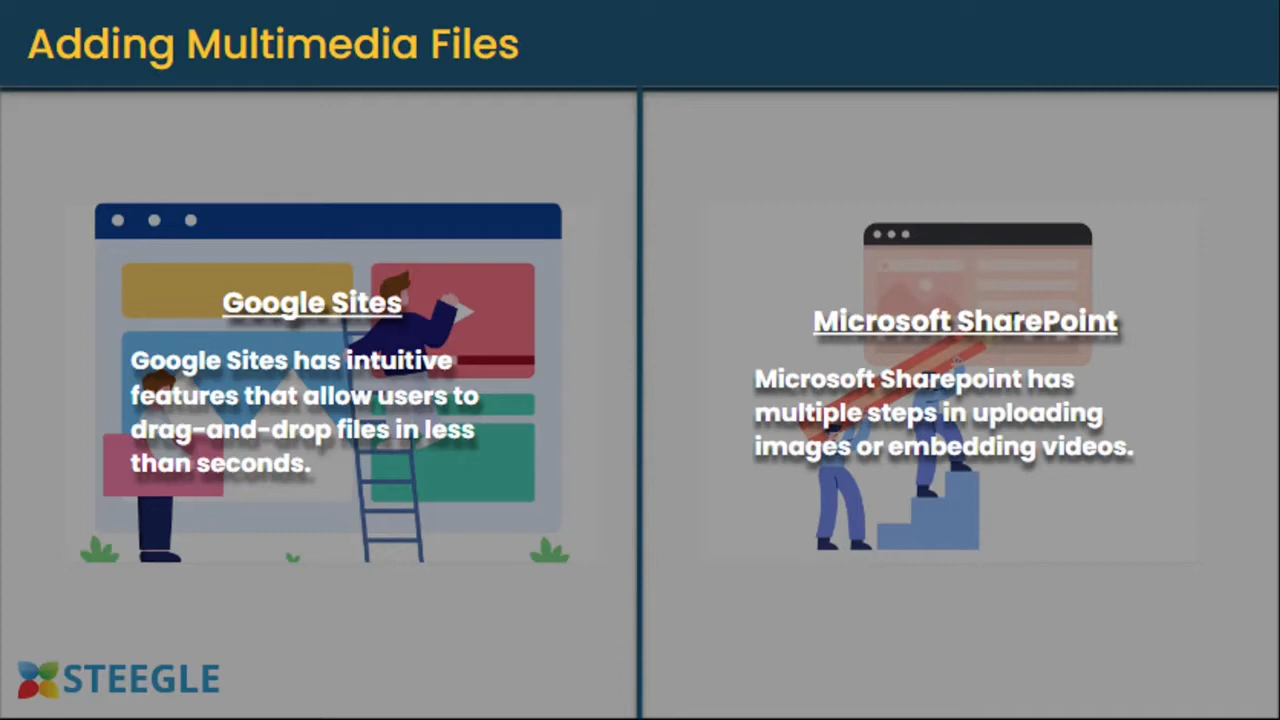 Adding Multimedia Files
Google Sites
Google Sites has intuitive
features that allow users to
drag-and-drop files in less
than seconds.
Microsoft SharePoint
Microsoft Sharepoint has
multiple steps in uploading
images or embedding videos.
STEEGLE